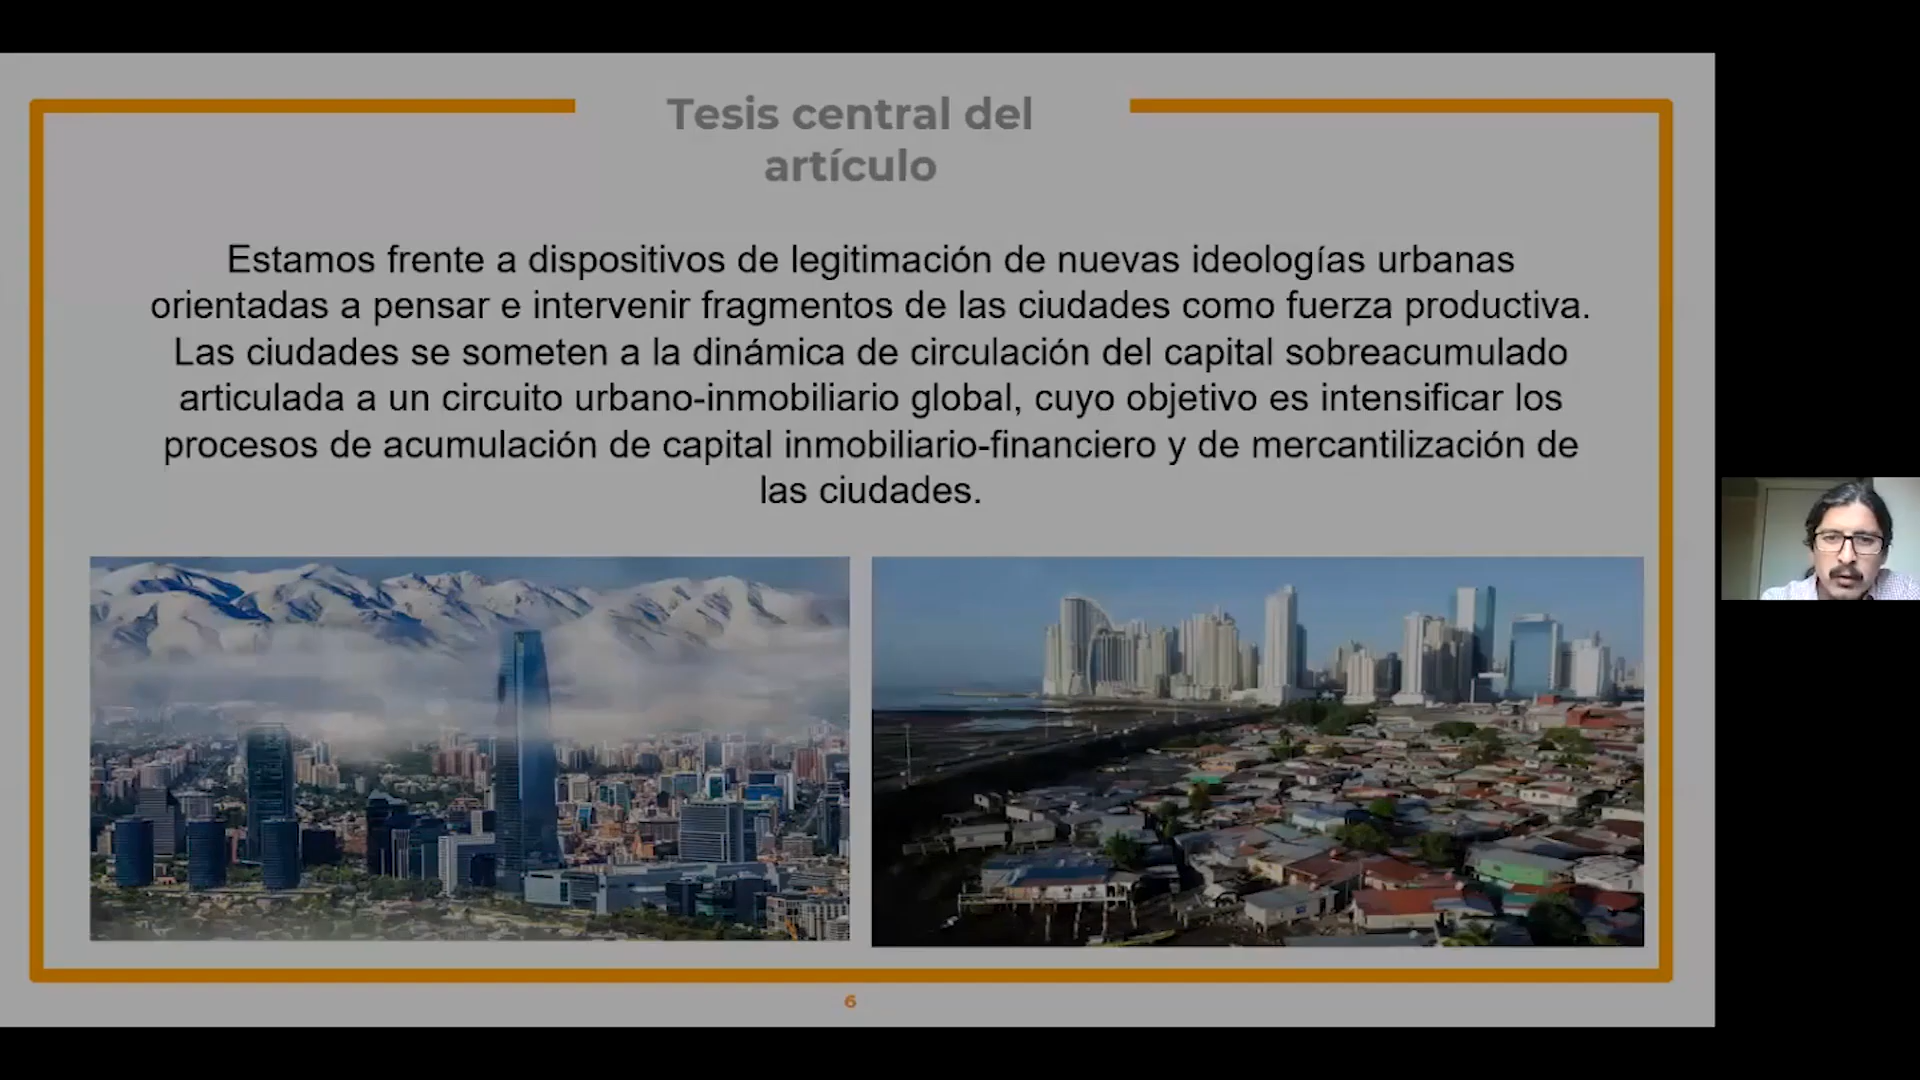 Tesis central del
artículo
Estamos frente a dispositivos de legitimación de nuevas ideologías urbanas
orientadas a pensar e intervenir fragmentos de las ciudades como fuerza productiva.
Las ciudades se someten a la dinámica de circulación del capital sobreacumulado
articulada a un circuito urbano-inmobiliario global, cuyo objetivo es intensificar los
procesos de acumulación de capital inmobiliario-financiero y de mercantilización de
las ciudades.
6